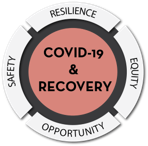 RESILIENCE
SAFETY
COVID-19
&
RECOVERY
EQUITY
OPPORTUNITY